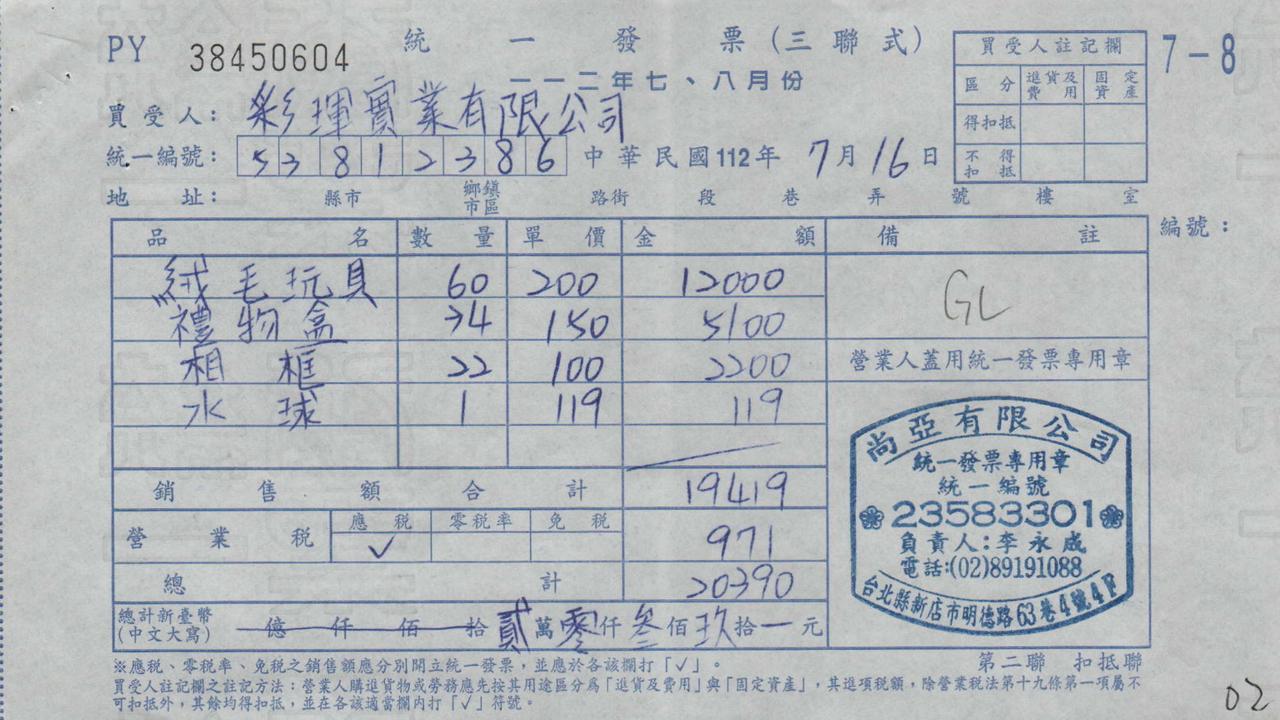 PY 38450604 統一發票(三聯式) 7-8
一一二年七、八月份
買受人註記欄
區分 進貨及費用 固定資產
得扣抵
不得扣抵
買受人: 彩琿實業有限公司
統一編號: 53812386 中華民國112年7月16日
地址: 縣市 鄉鎮市區 路街 段 巷 弄 號 樓 室
品名 數量 單價 金額 備註 編號:
絨毛玩具 60 200 12000
禮物盒 34 150 5100 GL
相框 22 100 2200 營業人蓋用統一發票專用章
水球 1 119 119
銷售額合計 19419
營業稅 應稅 零稅率 免稅
✓ 971
總計 20390
總計新臺幣(中文大寫) 億仟佰拾貳萬零仟叁佰玖拾一元
尚亞有限公司
統一發票專用章
統一編號
23583301
負責人:李永成
電話:(02)89191088
台北縣新店市明德路63巷4號4F
※應稅、零稅率、免稅之銷售額應分別開立統一發票,並應於各該欄打「✓」。 第二聯 扣抵聯
買受人註記欄之註記方法:營業人購進貨物或勞務應先按其用途區分為「進貨及費用」與「固定資產」,其進項稅額,除營業稅法第十九條第一項屬不
可扣抵外,其餘均得扣抵,並在各該適當欄內打「✓」符號。
02